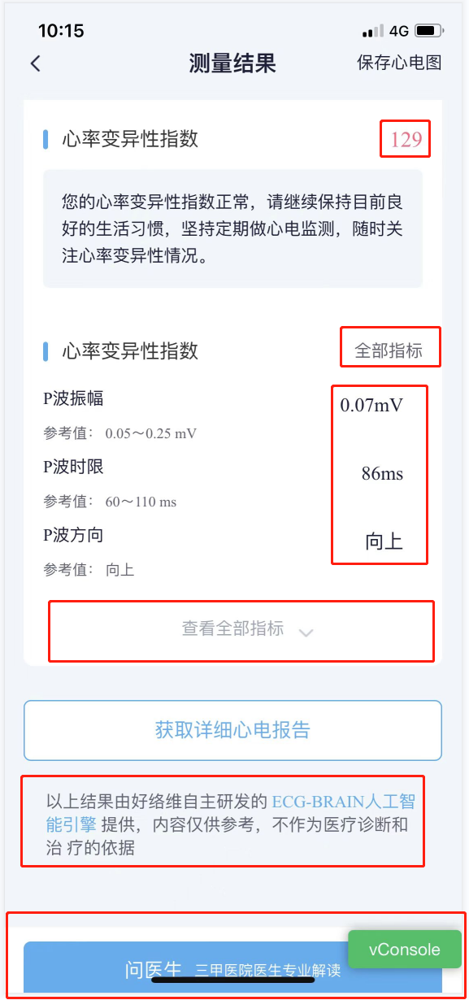 10:15 4G
测量结果 保存心电图
心率变异性指数 129
您的心率变异性指数正常，请继续保持目前良
好的生活习惯，坚持定期做心电监测，随时关
注心率变异性情况。
心率变异性指数 全部指标
P波振幅 0.07mV
参考值： 0.05～0.25 mV
P波时限 86ms
参考值： 60～110 ms
P波方向 向上
参考值： 向上
查看全部指标
获取详细心电报告
以上结果由好络维自主研发的 ECG-BRAIN人工智
能引擎 提供，内容仅供参考，不作为医疗诊断和
治 疗的依据
vConsole
问医生 三甲医院医生专业解读